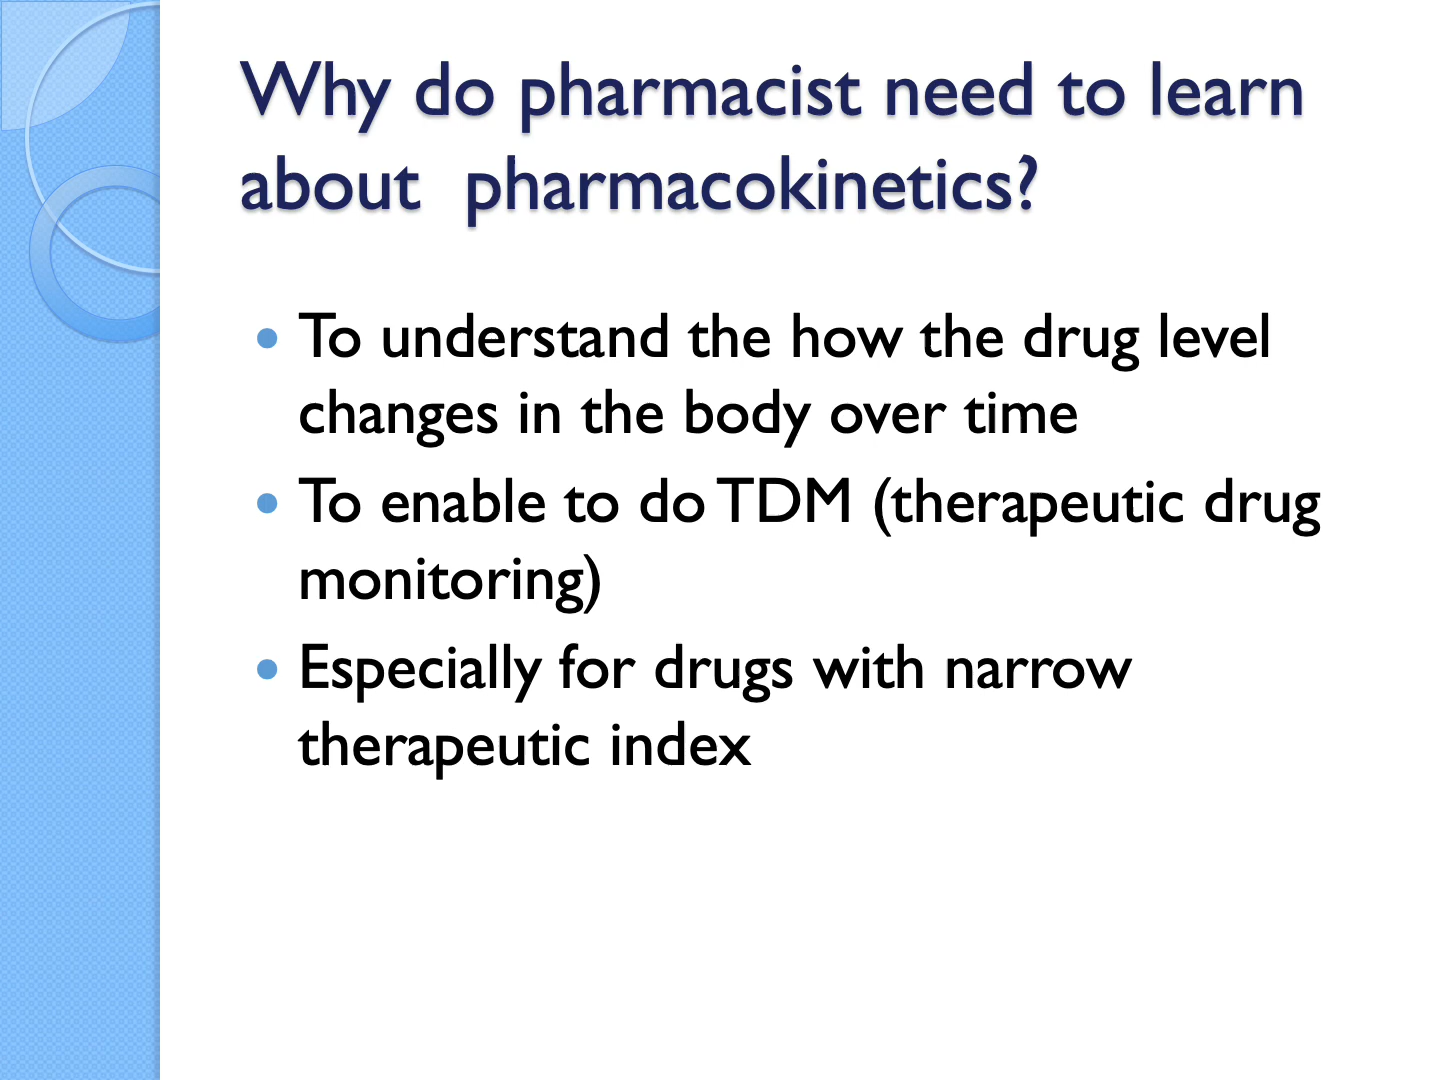 Why do pharmacist need to learn
about  pharmacokinetics?
• To understand the how the drug level
changes in the body over time
• To enable to do TDM (therapeutic drug
monitoring)
• Especially for drugs with narrow
therapeutic index